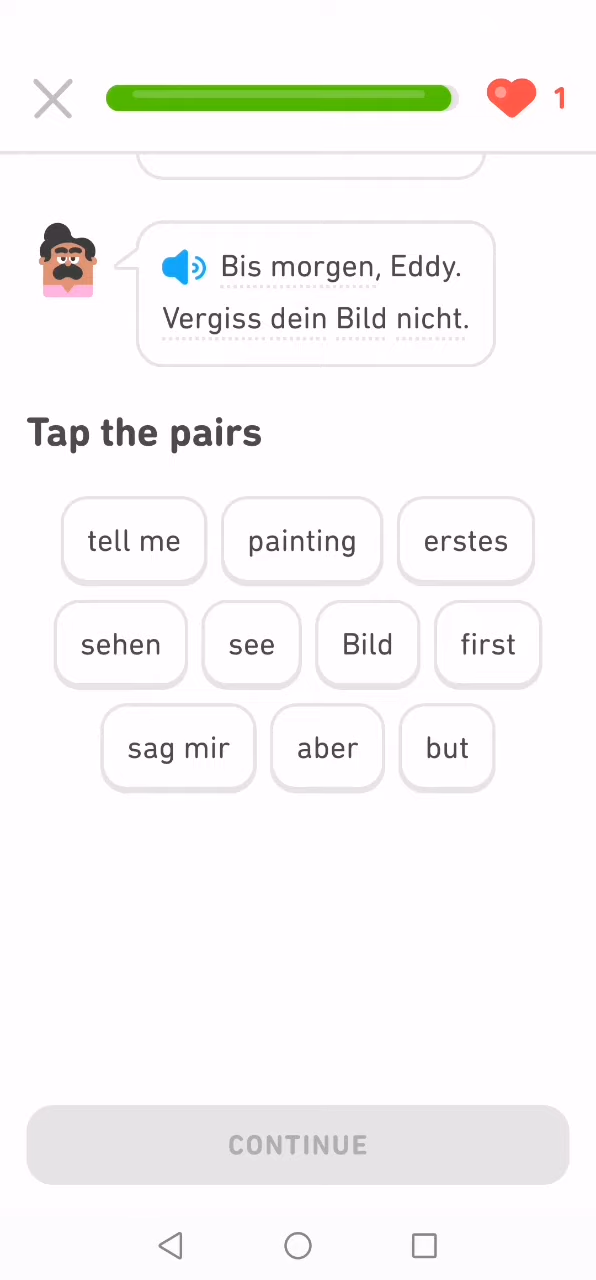 1
Bis morgen, Eddy.
Vergiss dein Bild nicht.
Tap the pairs
tell me painting erstes
sehen see Bild first
sag mir aber but
CONTINUE